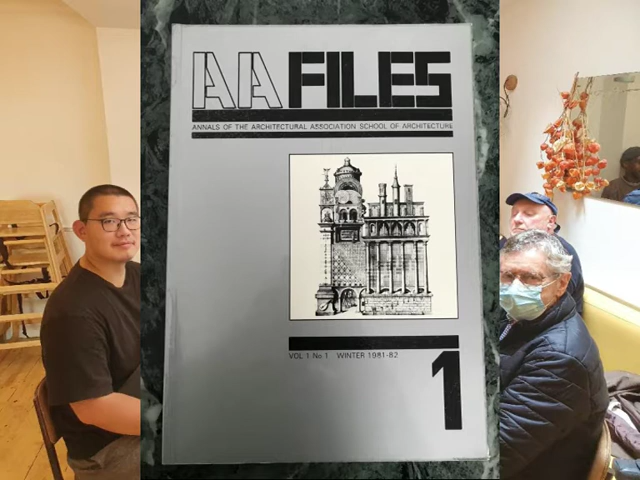 AA FILES
ANNALS OF THE ARCHITECTURAL ASSOCIATION SCHOOL OF ARCHITECTURE
VOL 1 No 1 WINTER 1981-82
1